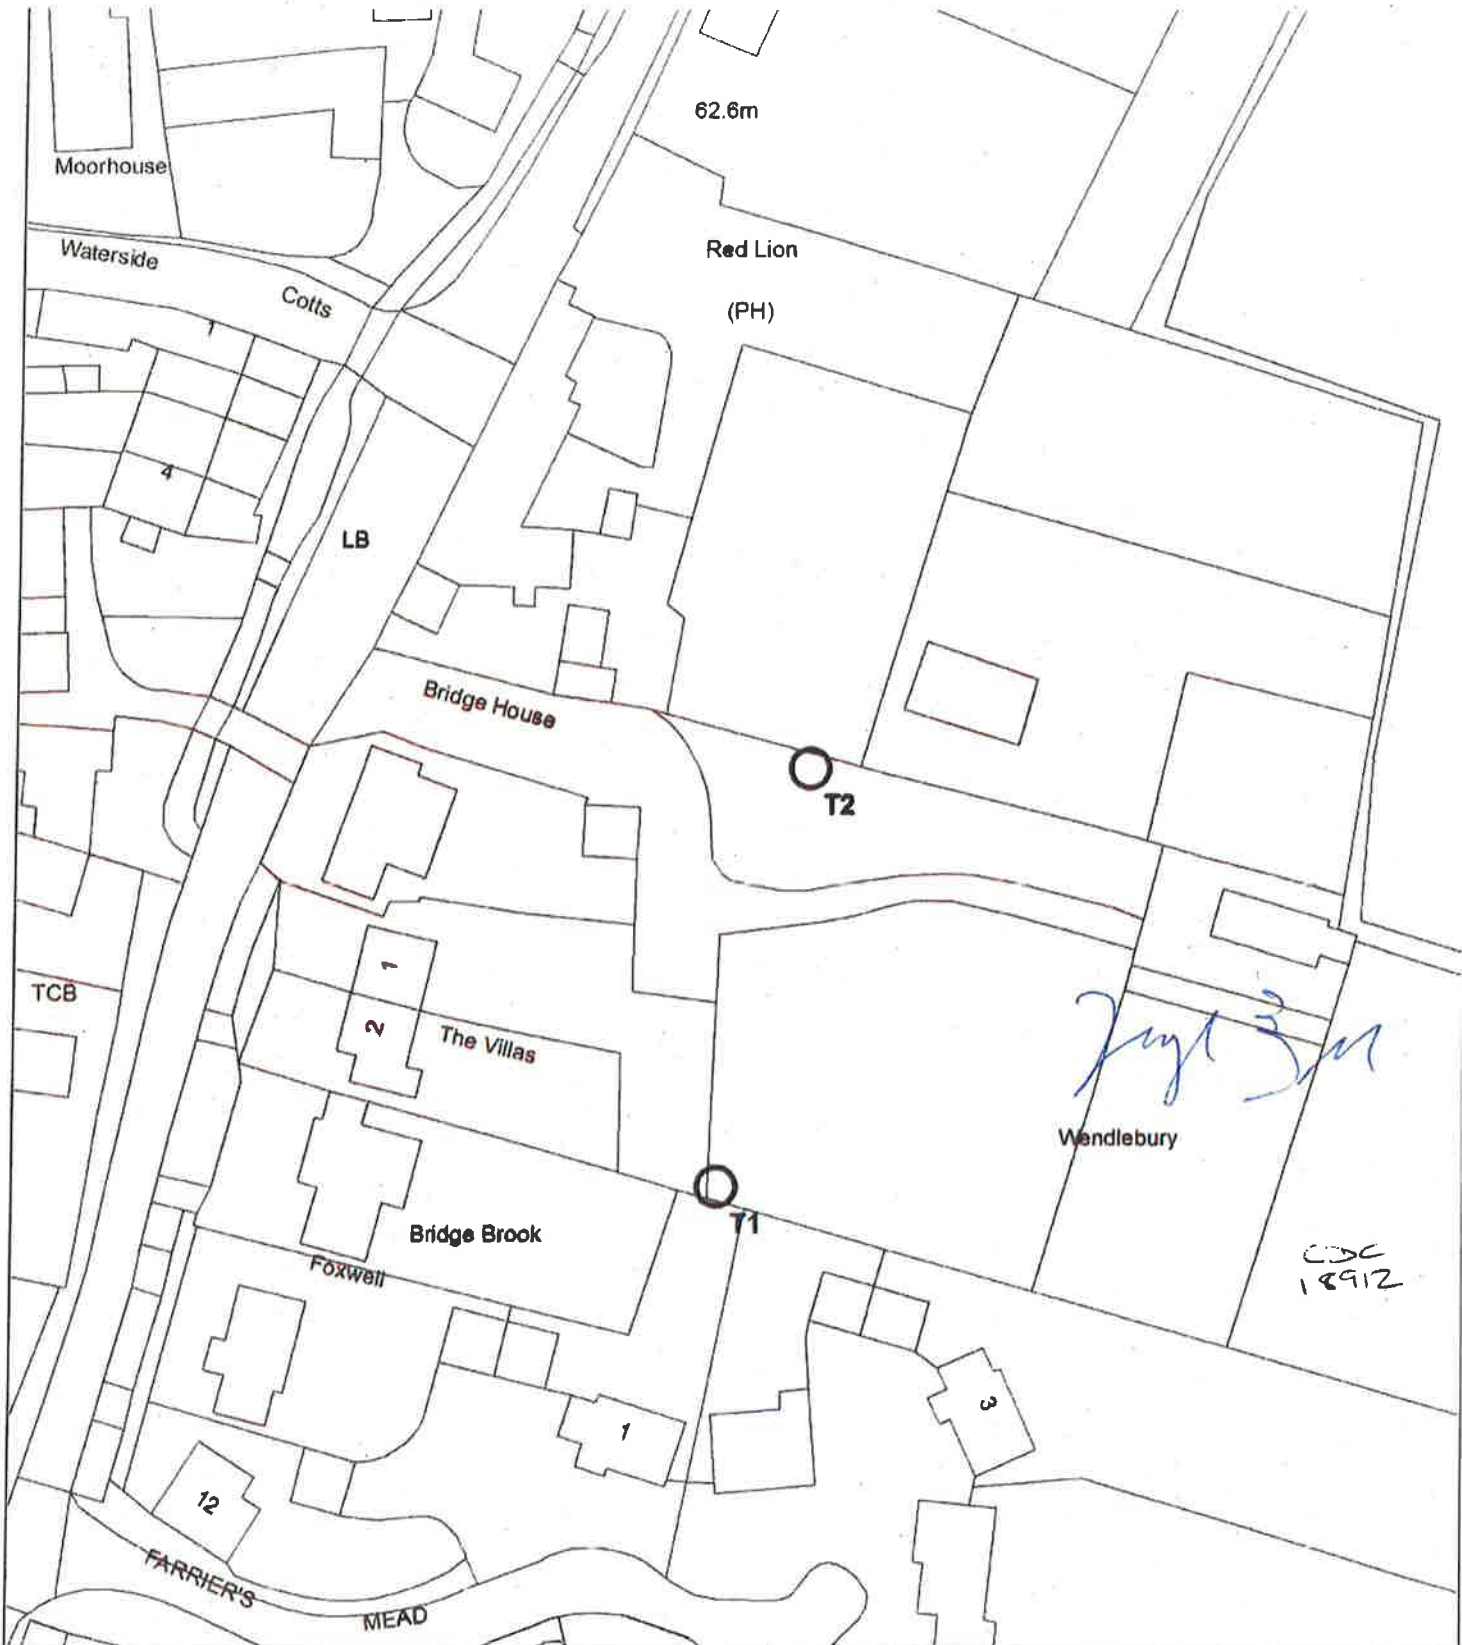 62.6m
Moorhouse
Red Lion
Waterside
Cotts
(PH)
1
4
LB
Bridge House
T2
1
TCB
2
The Villas
Wendlebury
T1
Bridge Brook
CDC
18912
Foxwell
3
1
12
FARRIER'S
MEAD